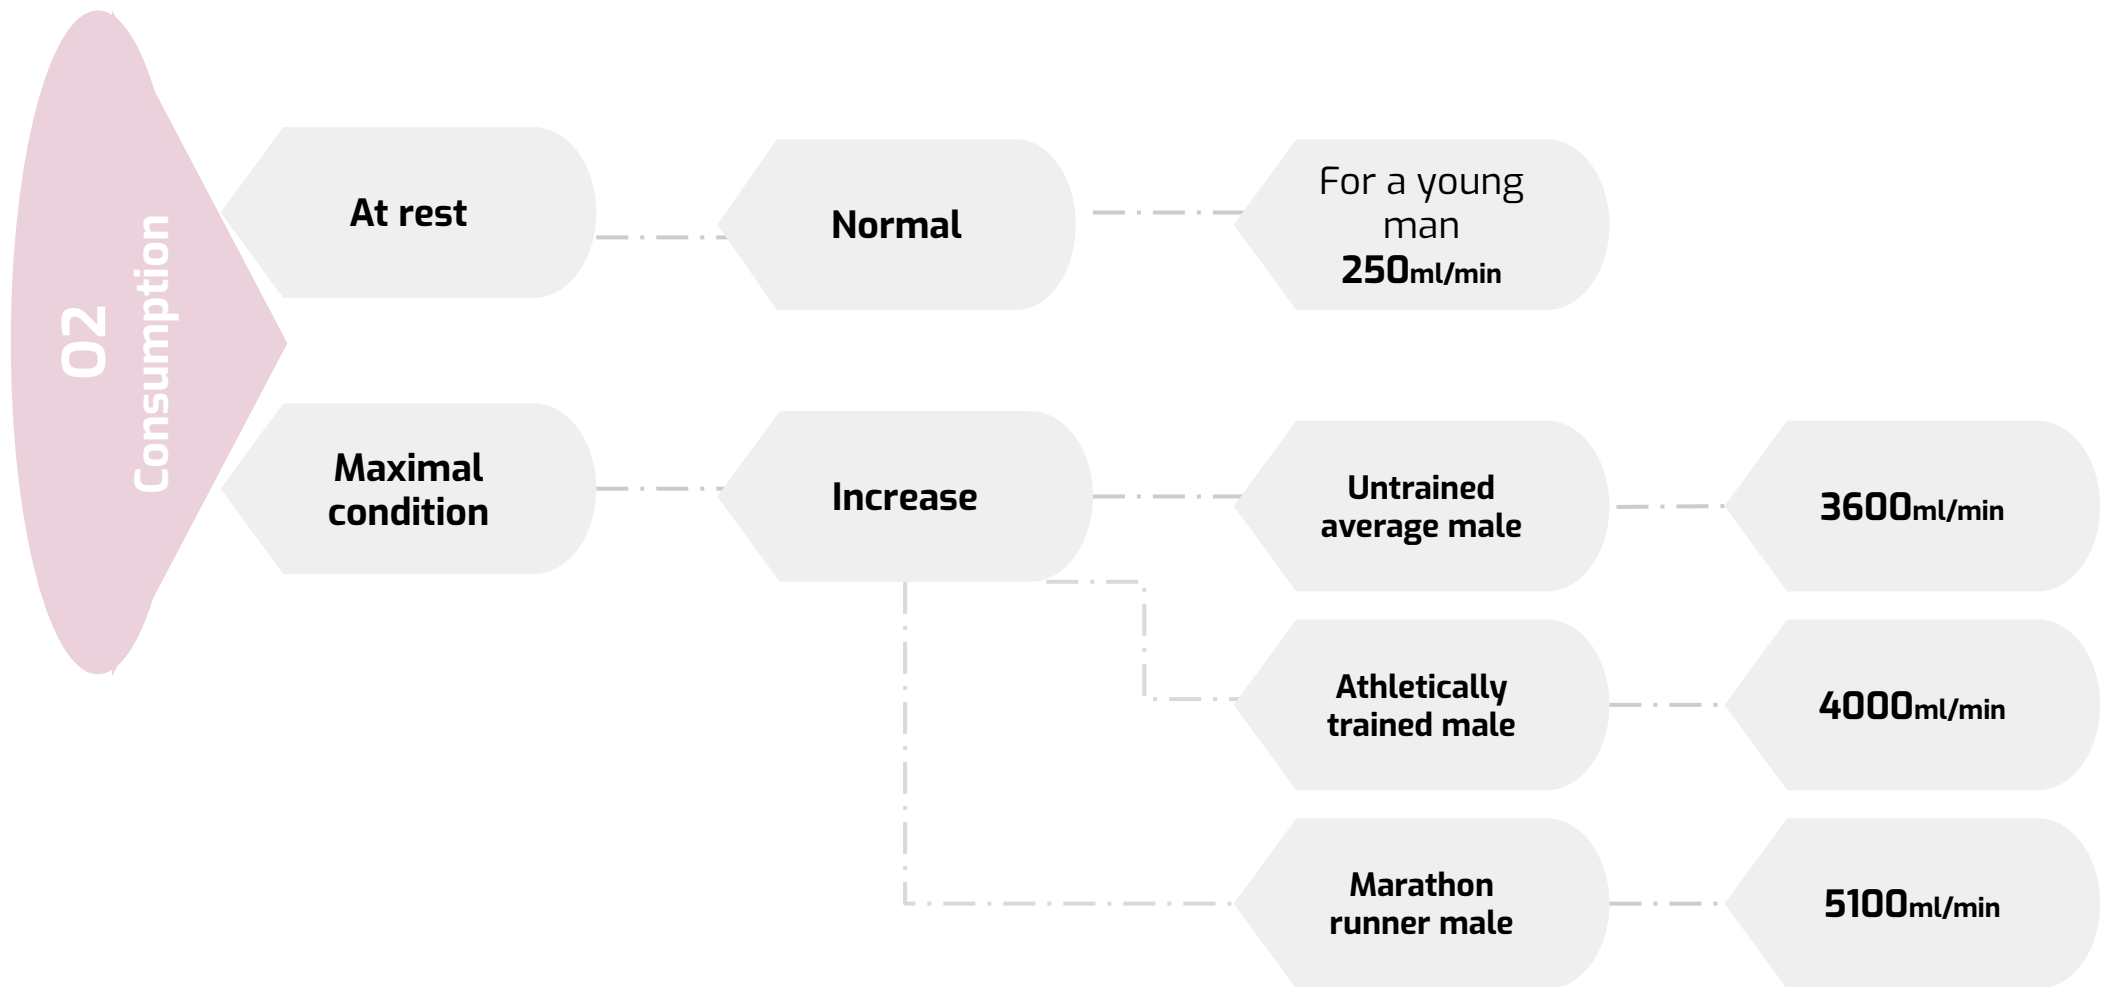 O2
Consumption
At rest
Normal
For a young
man
250ml/min
Maximal
condition
Increase
Untrained
average male
3600ml/min
Athletically
trained male
4000ml/min
Marathon
runner male
5100ml/min